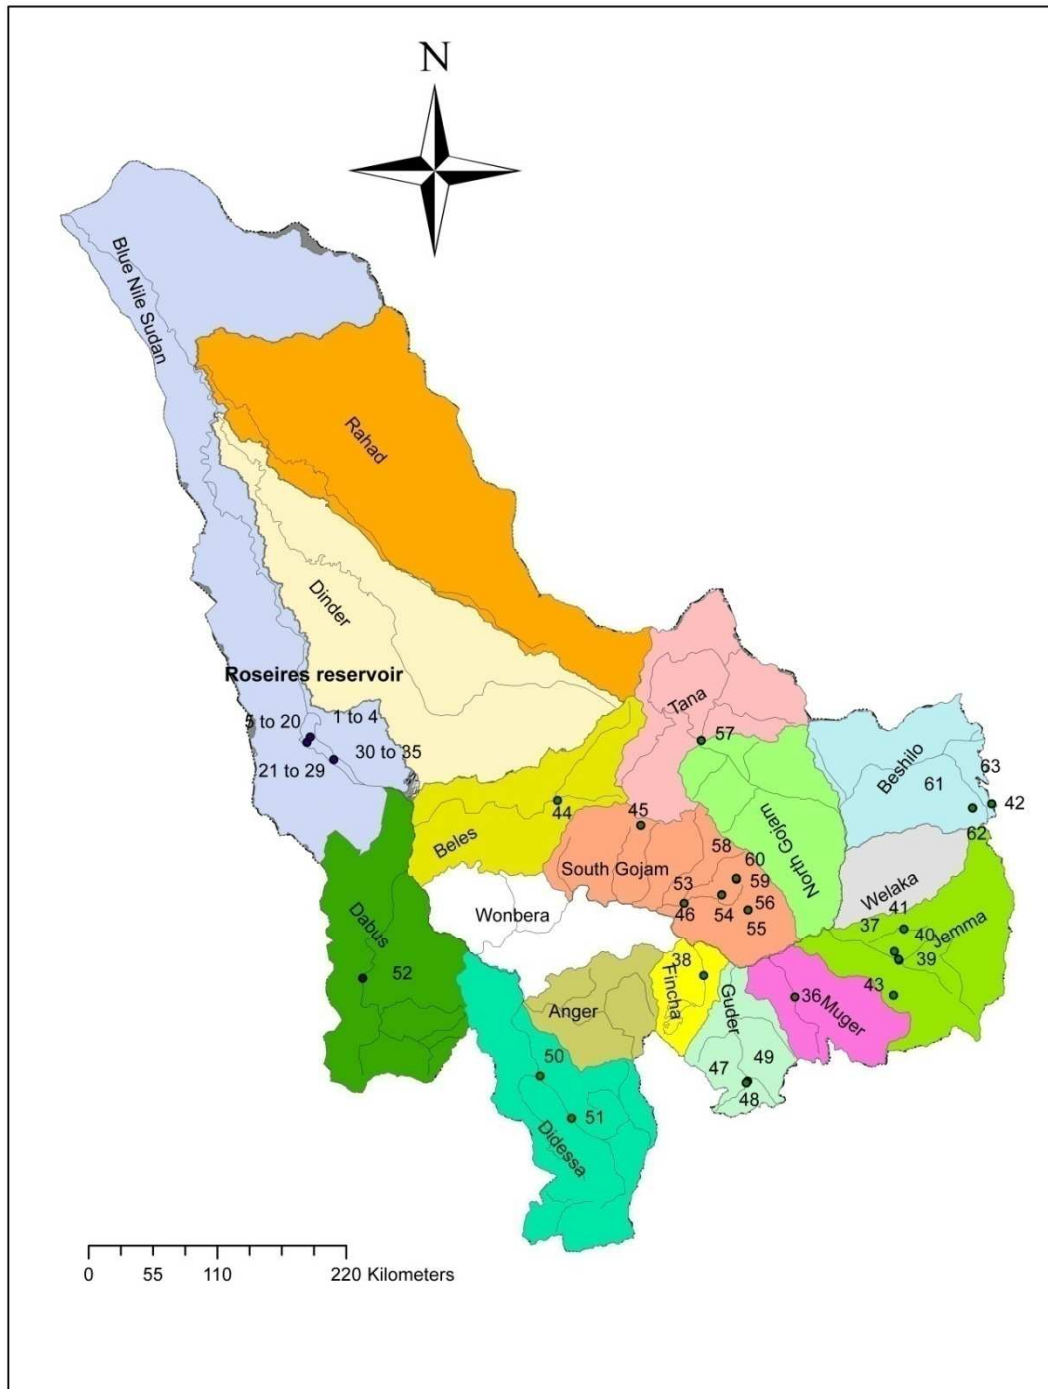 N
Blue Nile Sudan
Rahad
Dinder
Roseires reservoir
5 to 20
1 to 4
30 to 35
21 to 29
Tana
57
Beshilo
61
63
42
62
44
45
Beles
South Gojam
58
60
59
53
46
54
56
55
North Gojam
Welaka
41
37
40
39
Jemma
43
Wonbera
Dabus
52
38
Fincha
Guder
36
Muger
Anger
50
51
Didessa
47
49
48
0 55 110 220 Kilometers